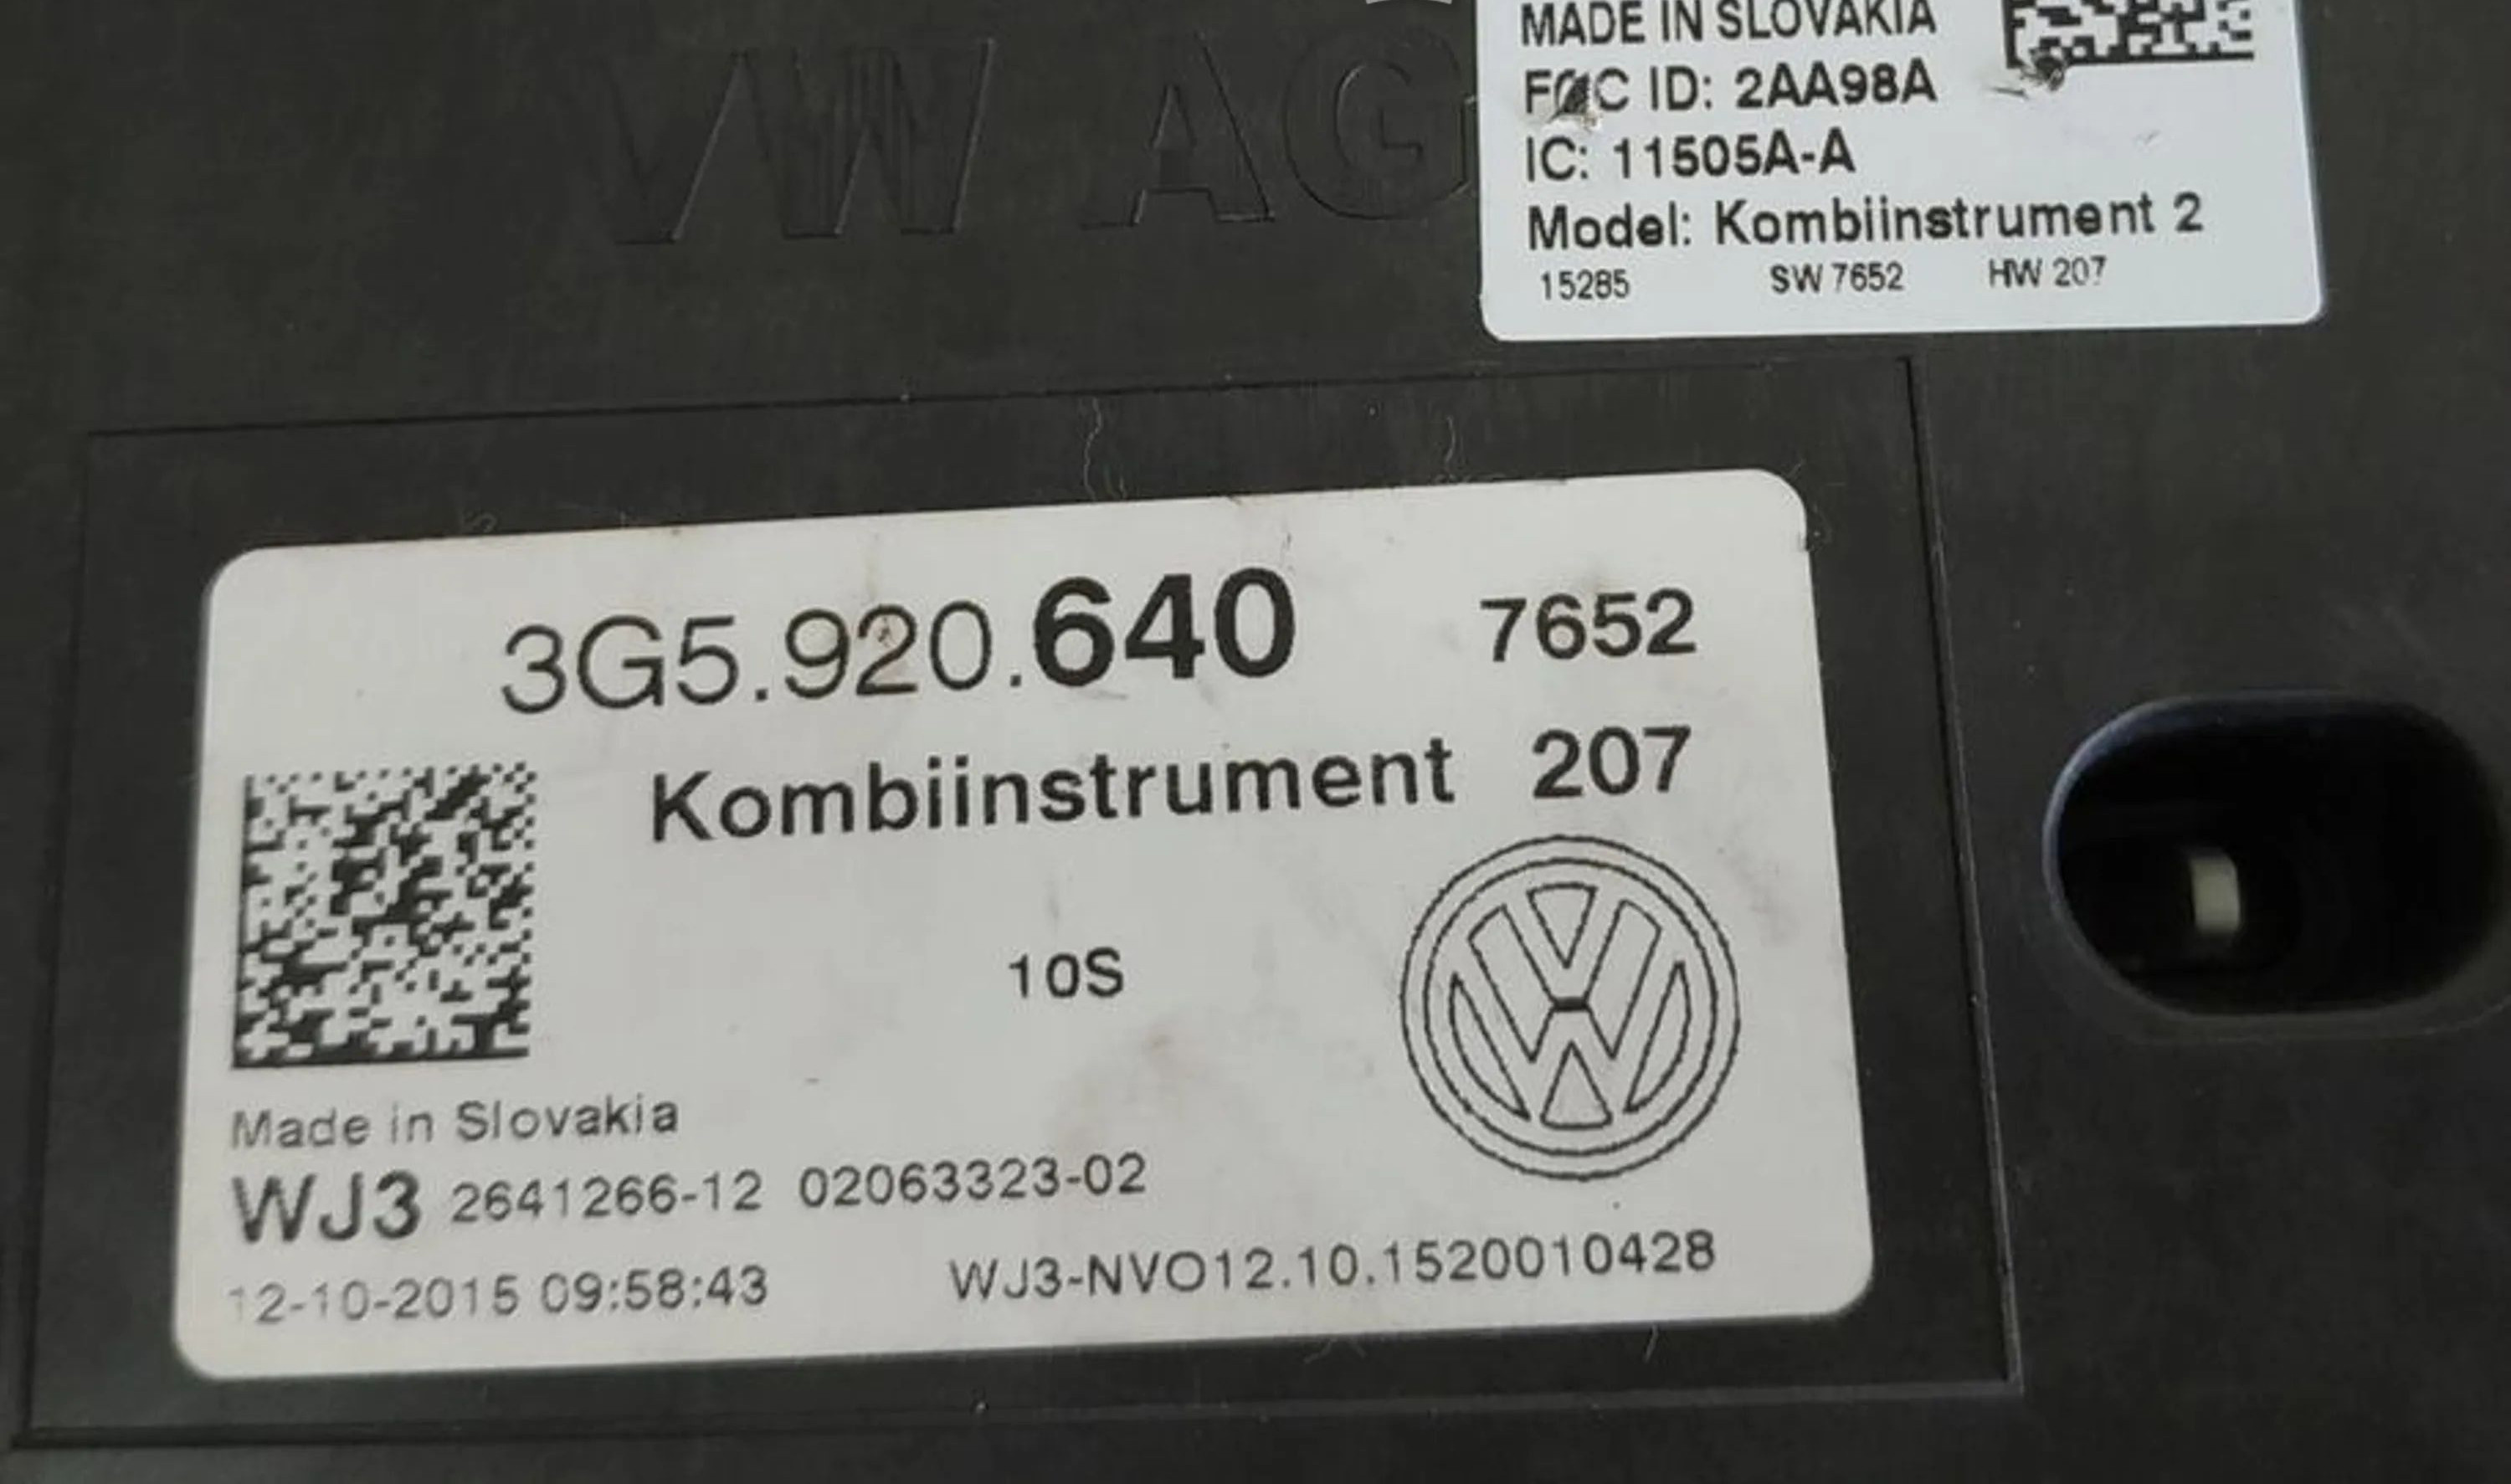 VW AG
MADE IN SLOVAKIA
FCC ID: 2AA98A
IC: 11505A-A
Model: Kombiinstrument 2
15285 SW 7652 HW 207
3G5.920.640 7652
Kombiinstrument 207
10S
Made in Slovakia
WJ3 2641266-12 02063323-02
12-10-2015 09:58:43 WJ3-NVO12.10.1520010428